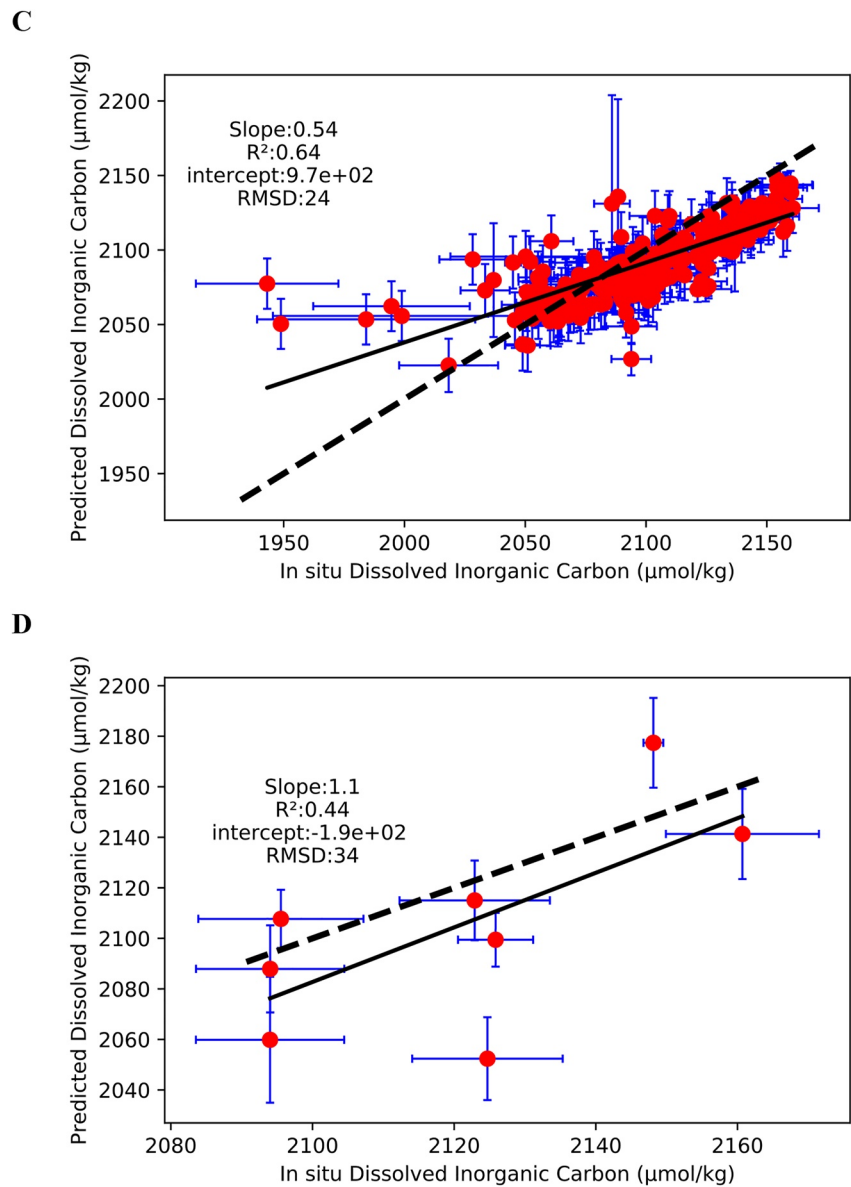 C
Predicted Dissolved Inorganic Carbon (μmol/kg)
2200
2150
2100
2050
2000
1950
Slope:0.54
R²:0.64
intercept:9.7e+02
RMSD:24
1950 2000 2050 2100 2150
In situ Dissolved Inorganic Carbon (μmol/kg)
D
Predicted Dissolved Inorganic Carbon (μmol/kg)
2200
2180
2160
2140
2120
2100
2080
2060
2040
Slope:1.1
R²:0.44
intercept:-1.9e+02
RMSD:34
2080 2100 2120 2140 2160
In situ Dissolved Inorganic Carbon (μmol/kg)